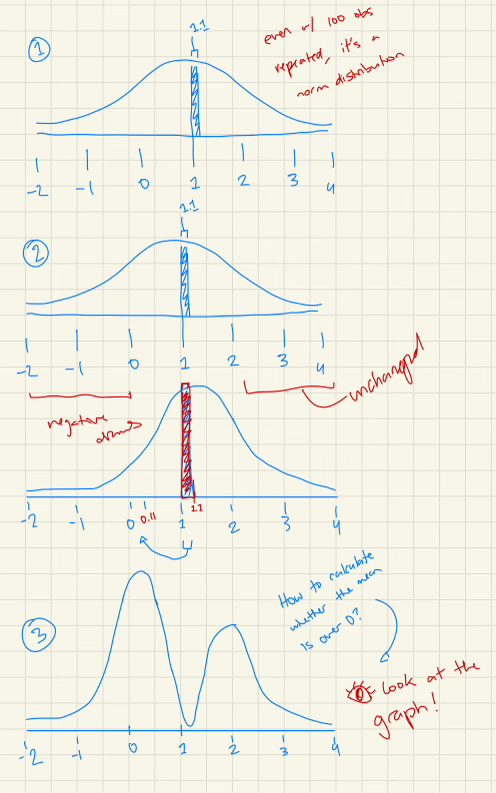 1
1.1
even w/ 100 obs
repeated, it's a
norm distribution
-2 -1 0 1 2 3 4
2
1.1
-2 -1 0 1 2 3 4
negative
draws
unchanged
-2 -1 0 0.11 1 1.1 2 3 4
3
How to calculate
whether the mean
is over 0?
Look at the
graph!
-2 -1 0 1 2 3 4